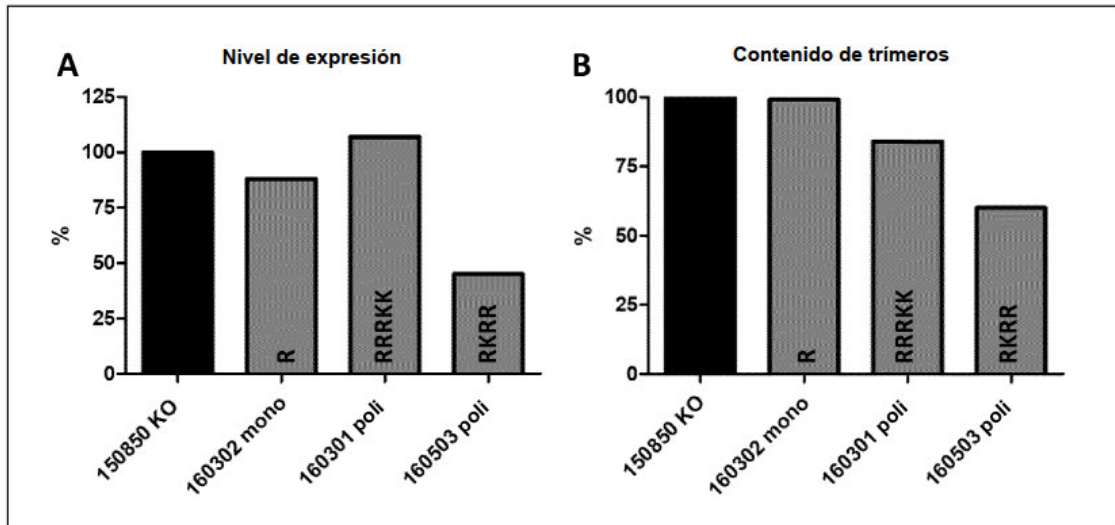 A
Nivel de expresión
125
100
75
50
25
0
%
R
RRRKK
RKRR
150850 KO
160302 mono
160301 poli
160503 poli
B
Contenido de trímeros
100
75
50
25
0
%
R
RRRKK
RKRR
150850 KO
160302 mono
160301 poli
160503 poli